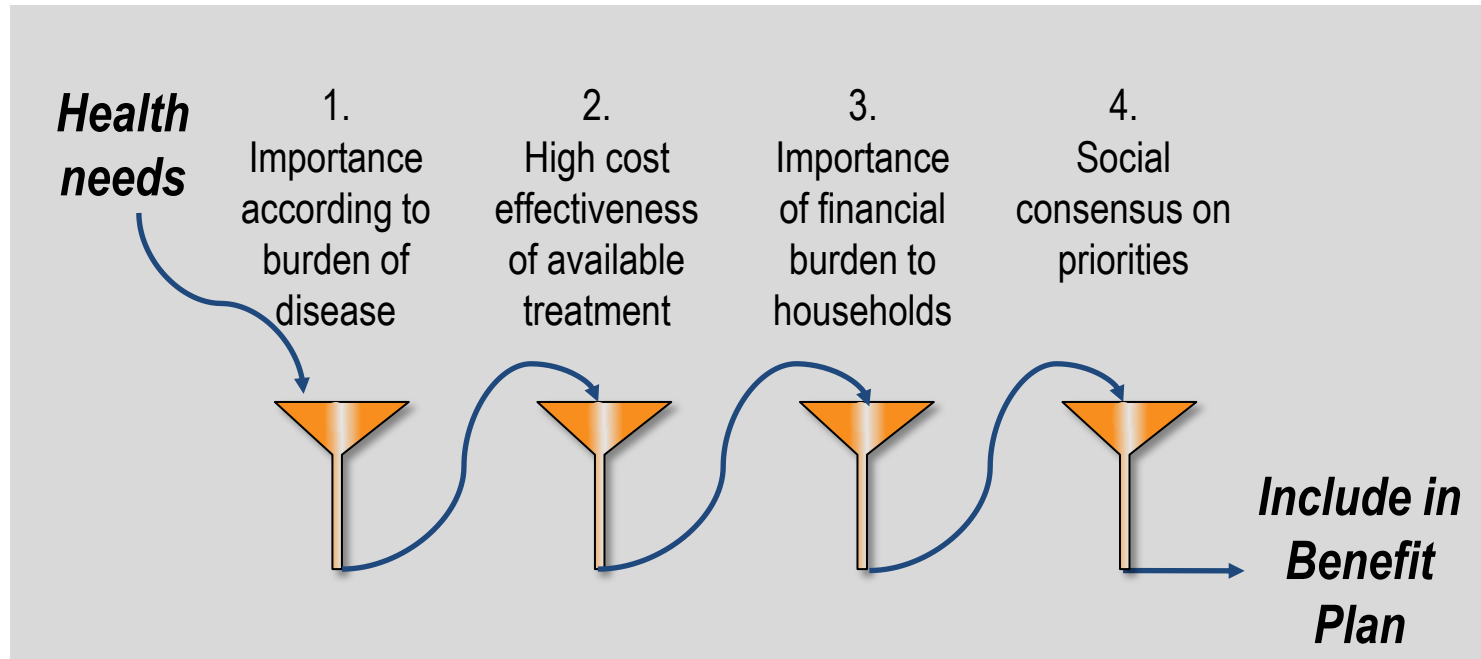 Health
needs
1.
Importance
according to
burden of
disease
2.
High cost
effectiveness
of available
treatment
3.
Importance
of financial
burden to
households
4.
Social
consensus on
priorities
Include in
Benefit
Plan